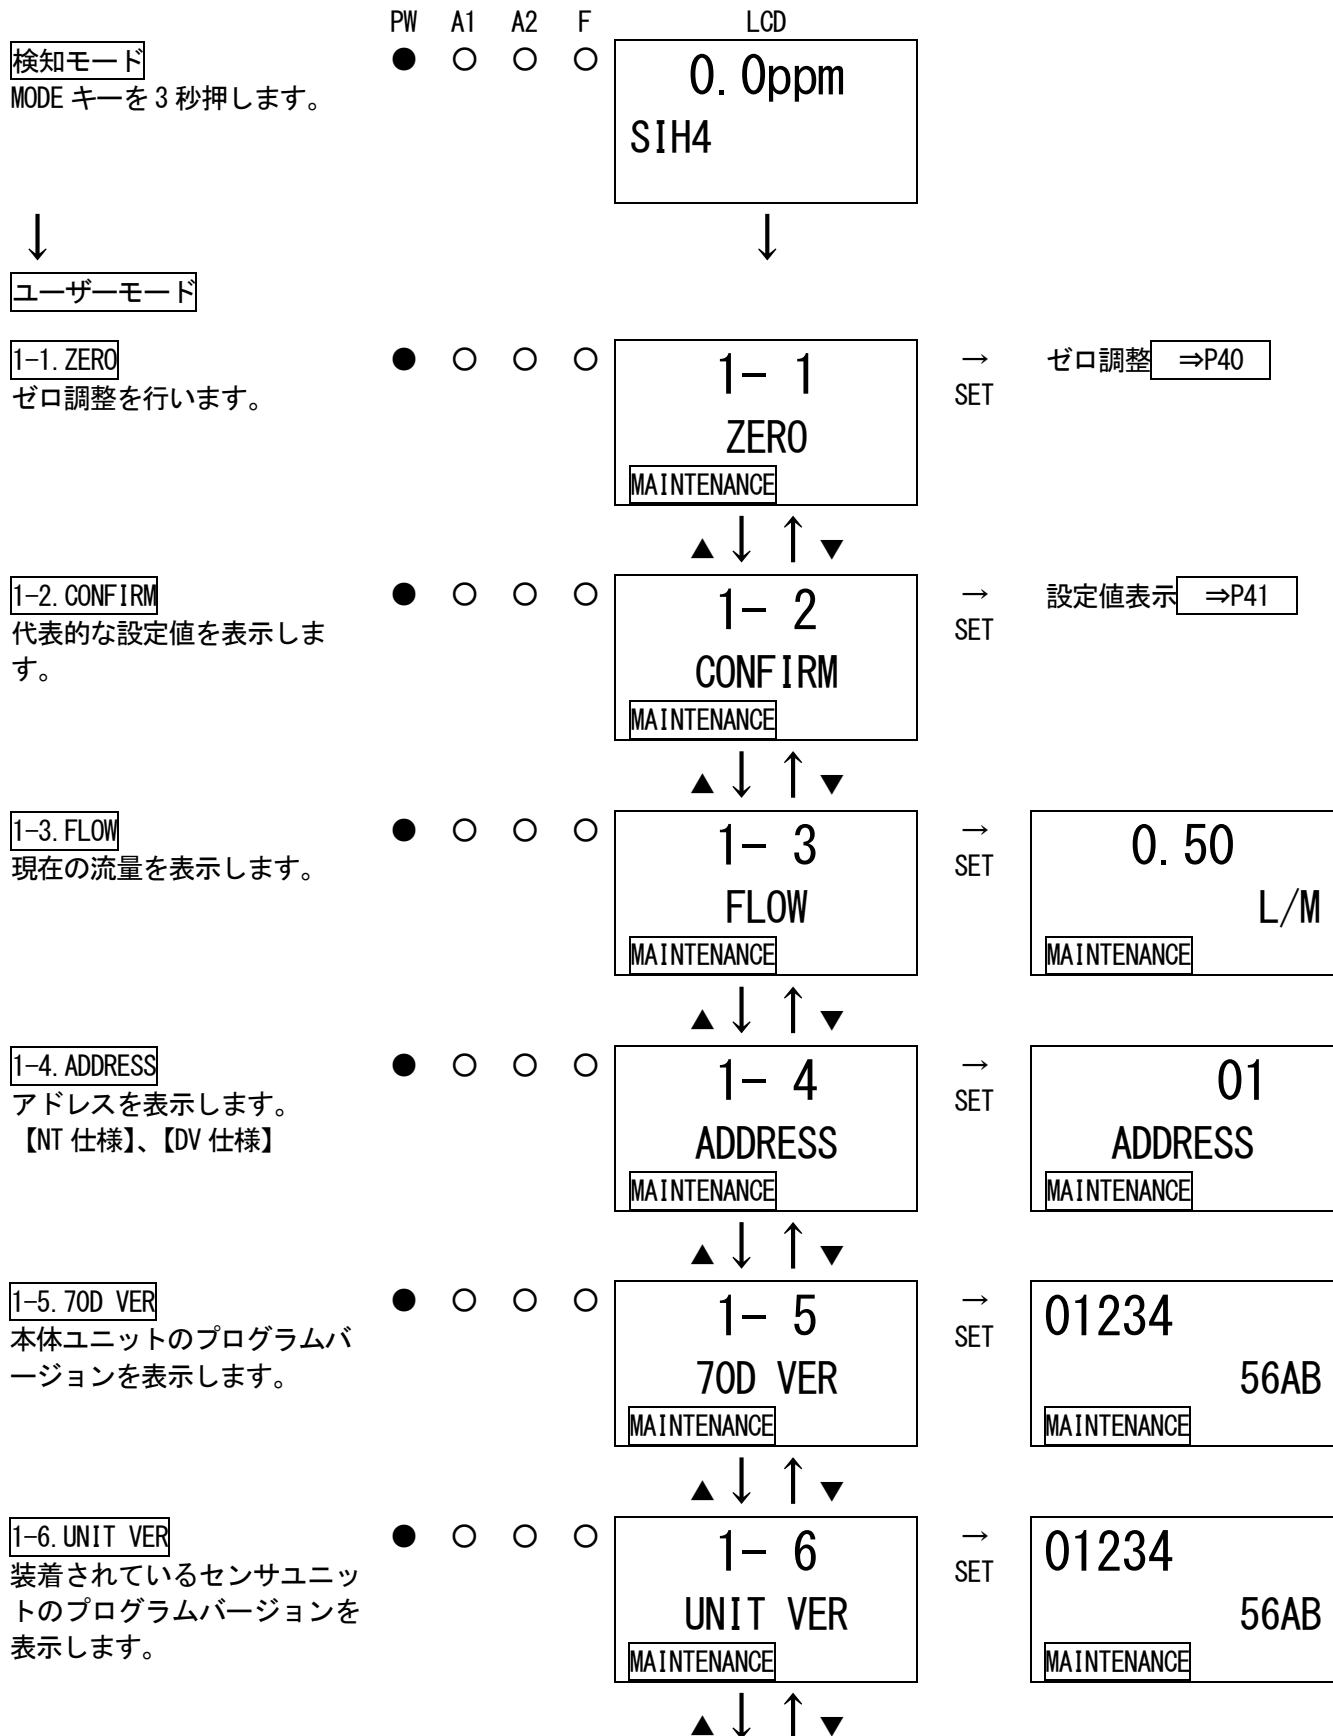 PW A1 A2 F LCD
検知モード ● ○ ○ ○ 0.0ppm
MODE キーを 3 秒押します。
SIH4
↓ ↓
ユーザーモード
1-1.ZERO ● ○ ○ ○ 1- 1 → ゼロ調整 ⇒P40
ゼロ調整を行います。 SET
ZERO
MAINTENANCE
▲ ↓ ↑ ▼
1-2.CONFIRM ● ○ ○ ○ 1- 2 → 設定値表示 ⇒P41
代表的な設定値を表示しま SET
す。 CONFIRM
MAINTENANCE
▲ ↓ ↑ ▼
1-3.FLOW ● ○ ○ ○ 1- 3 → 0.50
現在の流量を表示します。 SET
FLOW L/M
MAINTENANCE MAINTENANCE
▲ ↓ ↑ ▼
1-4.ADDRESS ● ○ ○ ○ 1- 4 → 01
アドレスを表示します。 SET
【NT 仕様】、【DV 仕様】 ADDRESS ADDRESS
MAINTENANCE MAINTENANCE
▲ ↓ ↑ ▼
1-5.70D VER ● ○ ○ ○ 1- 5 → 01234
本体ユニットのプログラムバ SET
ージョンを表示します。 70D VER 56AB
MAINTENANCE MAINTENANCE
▲ ↓ ↑ ▼
1-6.UNIT VER ● ○ ○ ○ 1- 6 → 01234
装着されているセンサユニッ SET
トのプログラムバージョンを UNIT VER 56AB
表示します。 MAINTENANCE MAINTENANCE
▲ ↓ ↑ ▼